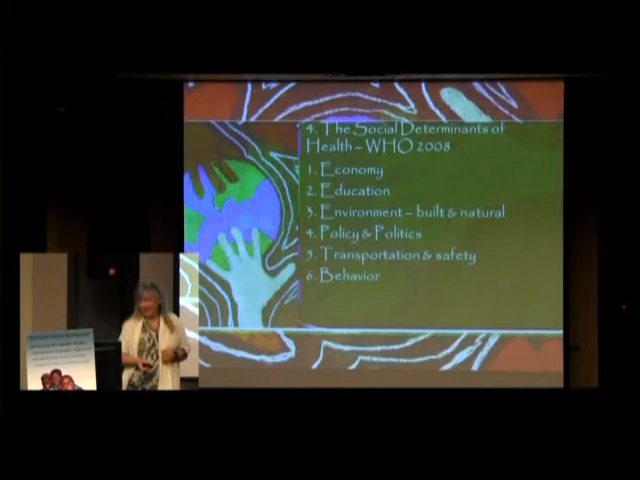 4. The Social Determinants of
Health – WHO 2008
1. Economy
2. Education
3. Environment – built & natural
4. Policy & Politics
5. Transportation & safety
6. Behavior